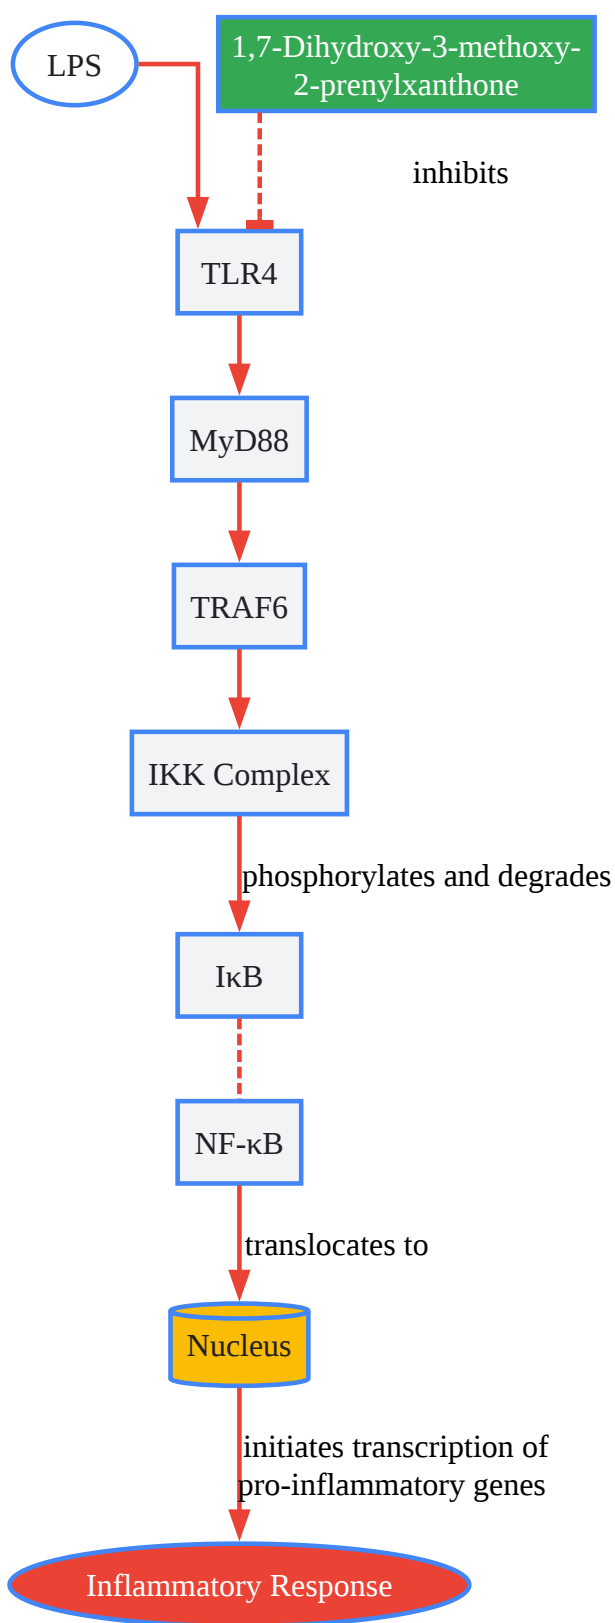 LPS
1,7-Dihydroxy-3-methoxy-
2-prenylxanthone
inhibits
TLR4
MyD88
TRAF6
IKK Complex
phosphorylates and degrades
IκB
NF-κB
translocates to
Nucleus
initiates transcription of
pro-inflammatory genes
Inflammatory Response